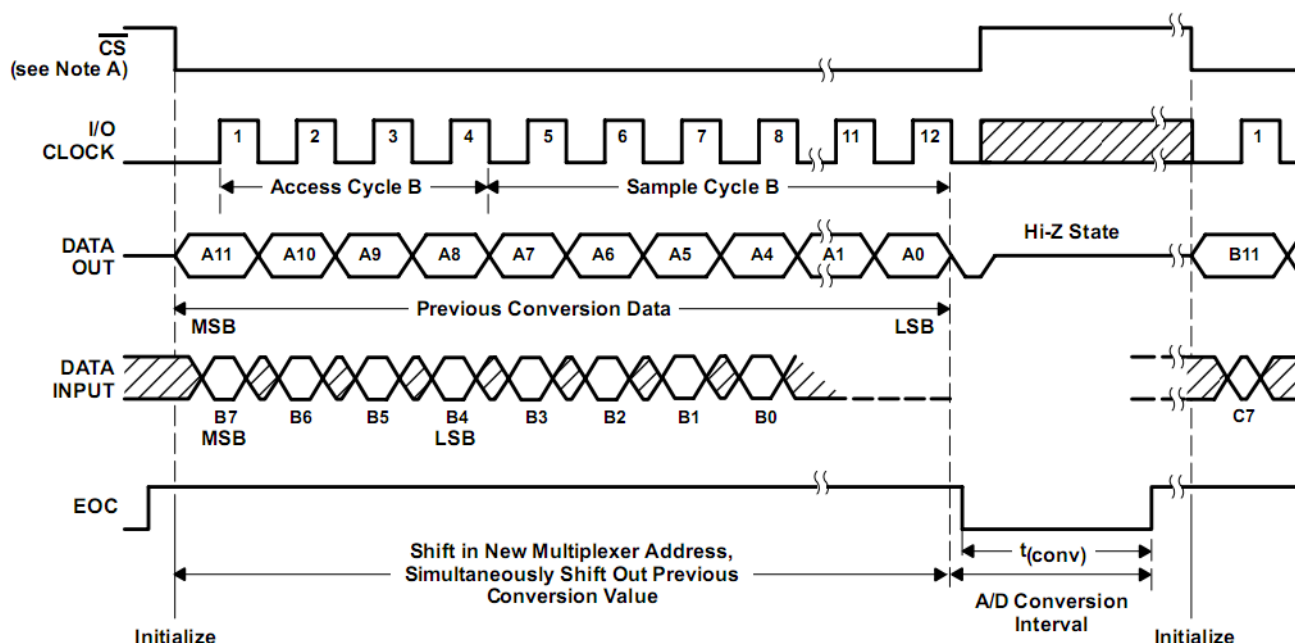 CS
(see Note A)
I/O
CLOCK
1 2 3 4 5 6 7 8 11 12 1
Access Cycle B Sample Cycle B
DATA
OUT
A11 A10 A9 A8 A7 A6 A5 A4 A1 A0 Hi-Z State B11
Previous Conversion Data
MSB LSB
DATA
INPUT
B7 B6 B5 B4 B3 B2 B1 B0 C7
MSB LSB
EOC
Shift in New Multiplexer Address,
Simultaneously Shift Out Previous
Conversion Value
t(conv)
A/D Conversion
Interval
Initialize Initialize